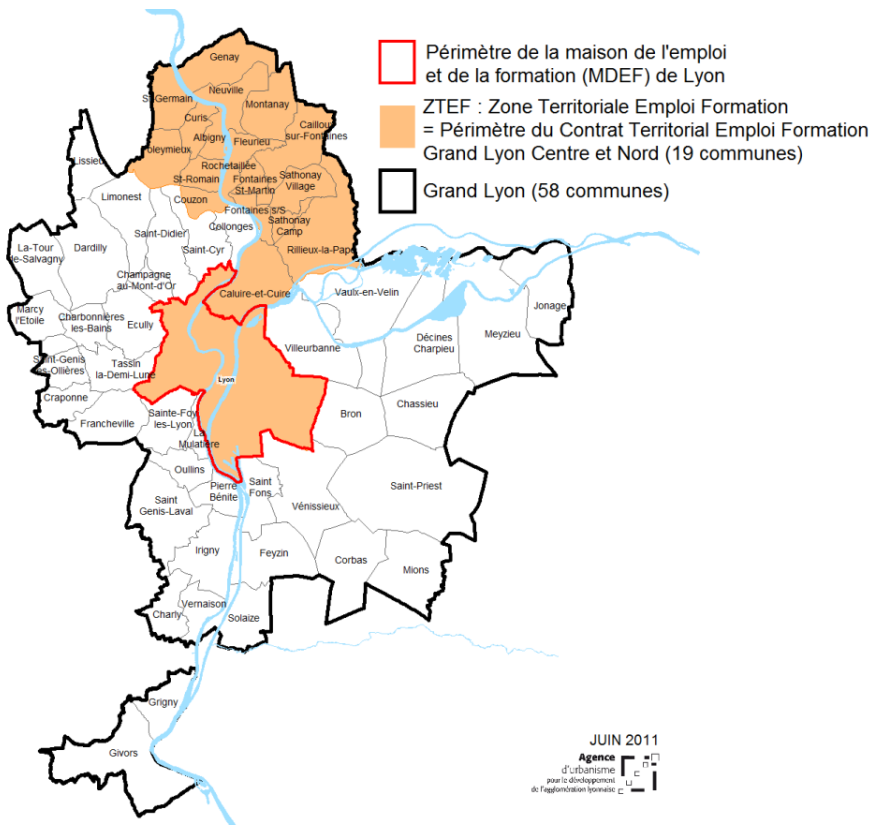 Périmètre de la maison de l'emploi
et de la formation (MDEF) de Lyon
ZTEF : Zone Territoriale Emploi Formation
= Périmètre du Contrat Territorial Emploi Formation
Grand Lyon Centre et Nord (19 communes)
Grand Lyon (58 communes)
Genay
Neuville
St-Germain
Montanay
Curis
Cailloux
sur-Fontaines
Albigny
Fleurieu
Poleymieux
Lissieu
Rochetaillée
Sathonay
Village
St-Romain
Fontaines
St-Martin
Limonest
Couzon
Fontaines s/S
Sathonay
Camp
Saint-Didier
Collonges
La-Tour
de-Salvagny
Dardilly
Saint-Cyr
Rillieux-la-Pape
Champagne
au-Mont-d'Or
Caluire-et-Cuire
Vaulx-en-Velin
Jonage
Marcy
l'Etoile
Charbonnières
les-Bains
Ecully
Meyzieu
Décines
Charpieu
Villeurbanne
Saint-Genis
les-Ollières
Tassin
la-Demi-Lune
Lyon
Craponne
Chassieu
Bron
Sainte-Foy
les-Lyon
Francheville
La
Mulatière
Oullins
Saint
Fons
Pierre
Bénite
Saint-Priest
Saint
Genis-Laval
Vénissieux
Irigny
Feyzin
Corbas
Mions
Vernaison
Charly
Solaize
Grigny
Givors
JUIN 2011
Agence
d'urbanisme
pour le développement
de l'agglomération lyonnaise